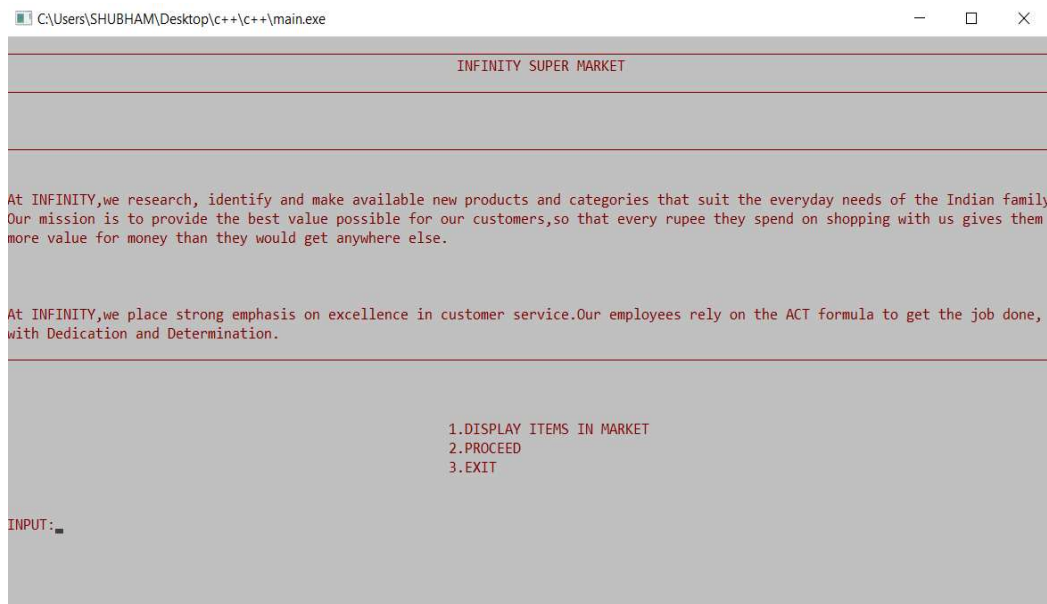 C:\Users\SHUBHAM\Desktop\c++\c++\main.exe
INFINITY SUPER MARKET
At INFINITY,we research, identify and make available new products and categories that suit the everyday needs of the Indian family
Our mission is to provide the best value possible for our customers,so that every rupee they spend on shopping with us gives them
more value for money than they would get anywhere else.
At INFINITY,we place strong emphasis on excellence in customer service.Our employees rely on the ACT formula to get the job done,
with Dedication and Determination.
1.DISPLAY ITEMS IN MARKET
2.PROCEED
3.EXIT
INPUT: